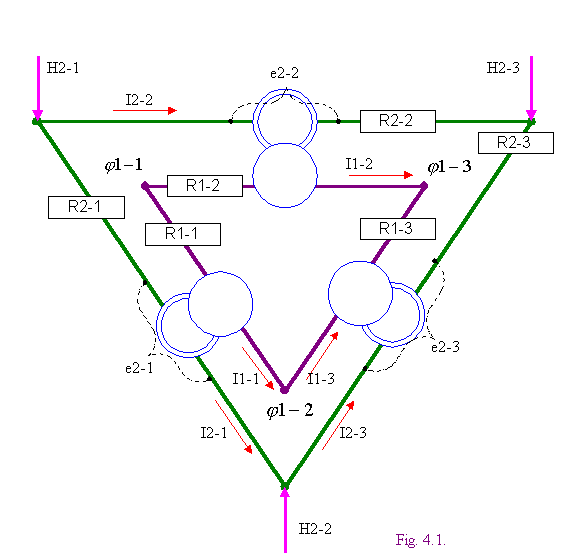 H2-1
e2-2
H2-3
I2-2
R2-2
R2-3
φ1-1
I1-2
φ1-3
R1-2
R2-1
R1-1
R1-3
e2-1
I1-1
I1-3
e2-3
φ1-2
I2-1
I2-3
H2-2
Fig. 4.1.